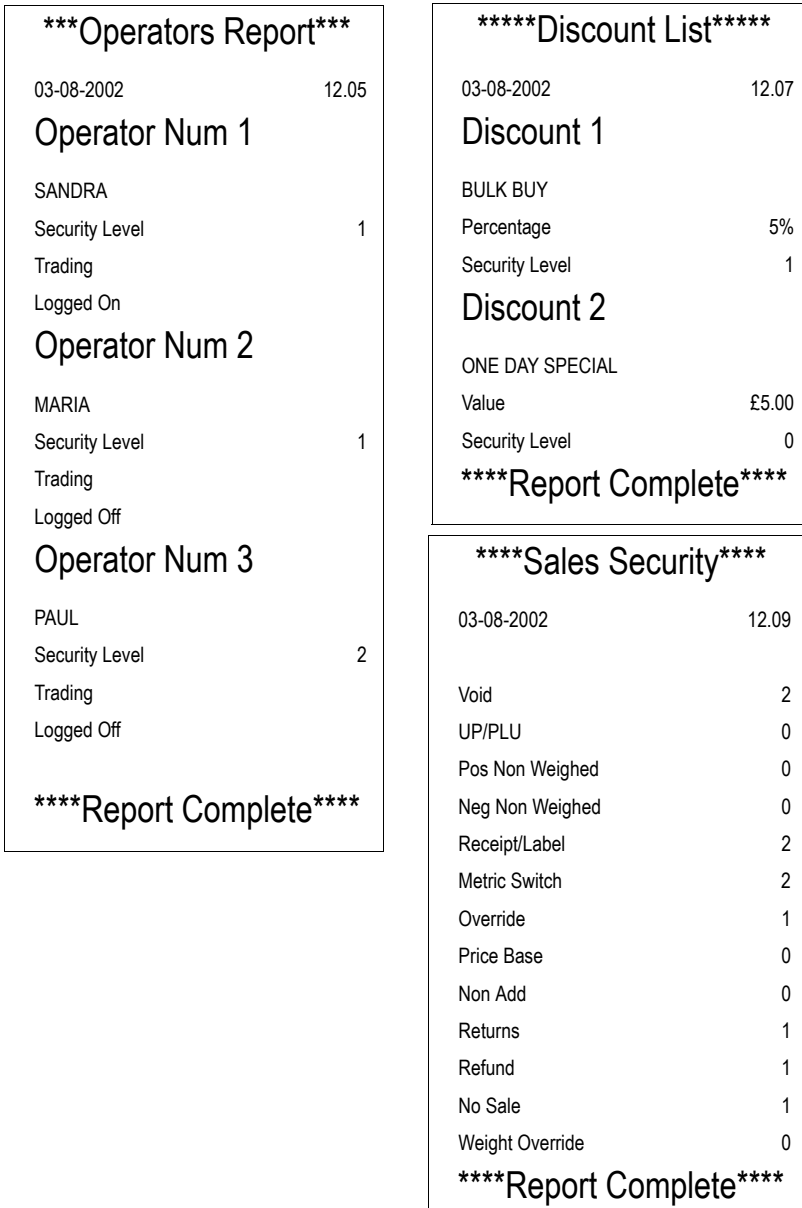 ***Operators Report***
03-08-2002 12.05
Operator Num 1
SANDRA
Security Level 1
Trading
Logged On
Operator Num 2
MARIA
Security Level 1
Trading
Logged Off
Operator Num 3
PAUL
Security Level 2
Trading
Logged Off
****Report Complete****
*****Discount List*****
03-08-2002 12.07
Discount 1
BULK BUY
Percentage 5%
Security Level 1
Discount 2
ONE DAY SPECIAL
Value £5.00
Security Level 0
****Report Complete****
****Sales Security****
03-08-2002 12.09
Void 2
UP/PLU 0
Pos Non Weighed 0
Neg Non Weighed 0
Receipt/Label 2
Metric Switch 2
Override 1
Price Base 0
Non Add 0
Returns 1
Refund 1
No Sale 1
Weight Override 0
****Report Complete****